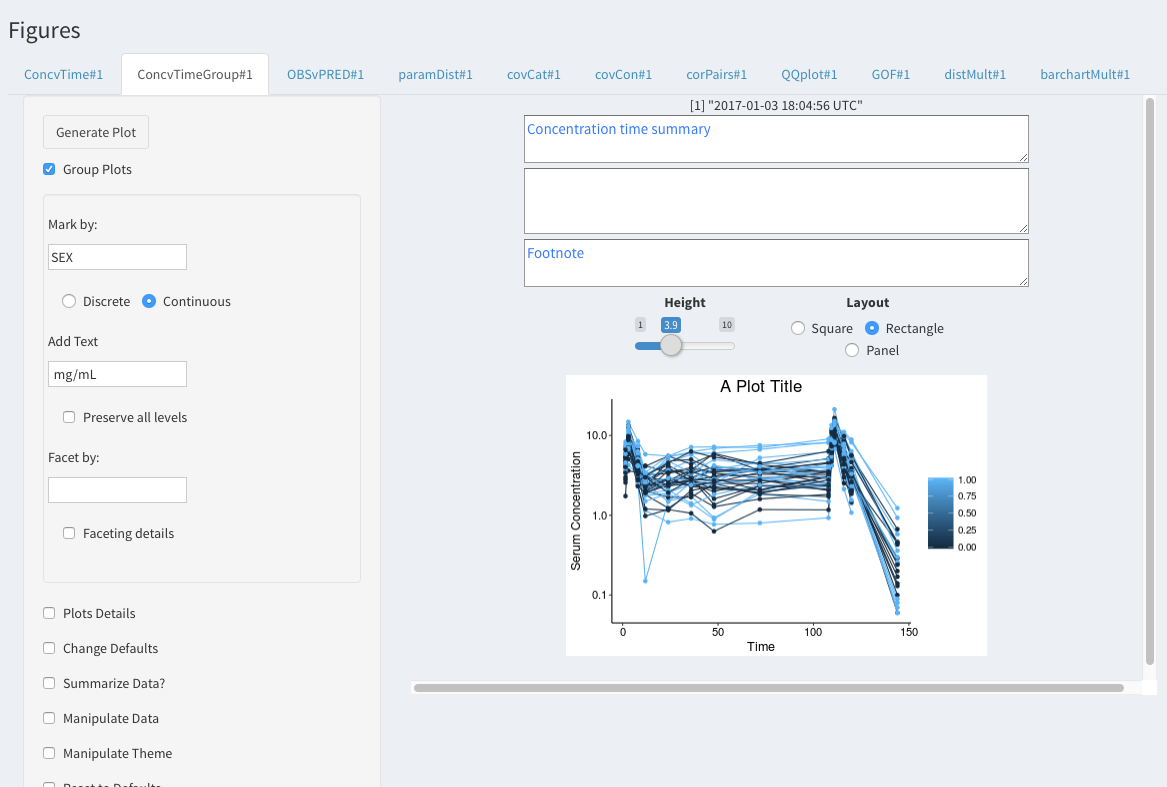 Figures
ConcvTime#1 ConcvTimeGroup#1 OBSvPRED#1 paramDist#1 covCat#1 covCon#1 corPairs#1 QQplot#1 GOF#1 distMult#1 barchartMult#1
Generate Plot
Group Plots
Mark by:
SEX
Discrete Continuous
Add Text
mg/mL
Preserve all levels
Facet by:
Faceting details
Plots Details
Change Defaults
Summarize Data?
Manipulate Data
Manipulate Theme
Reset to Defaults
[1] "2017-01-03 18:04:56 UTC"
Concentration time summary
Footnote
Height
1 3.9 10
Layout
Square Rectangle
Panel
A Plot Title
Serum Concentration
10.0
1.0
0.1
0 50 100 150
Time
1.00
0.75
0.50
0.25
0.00